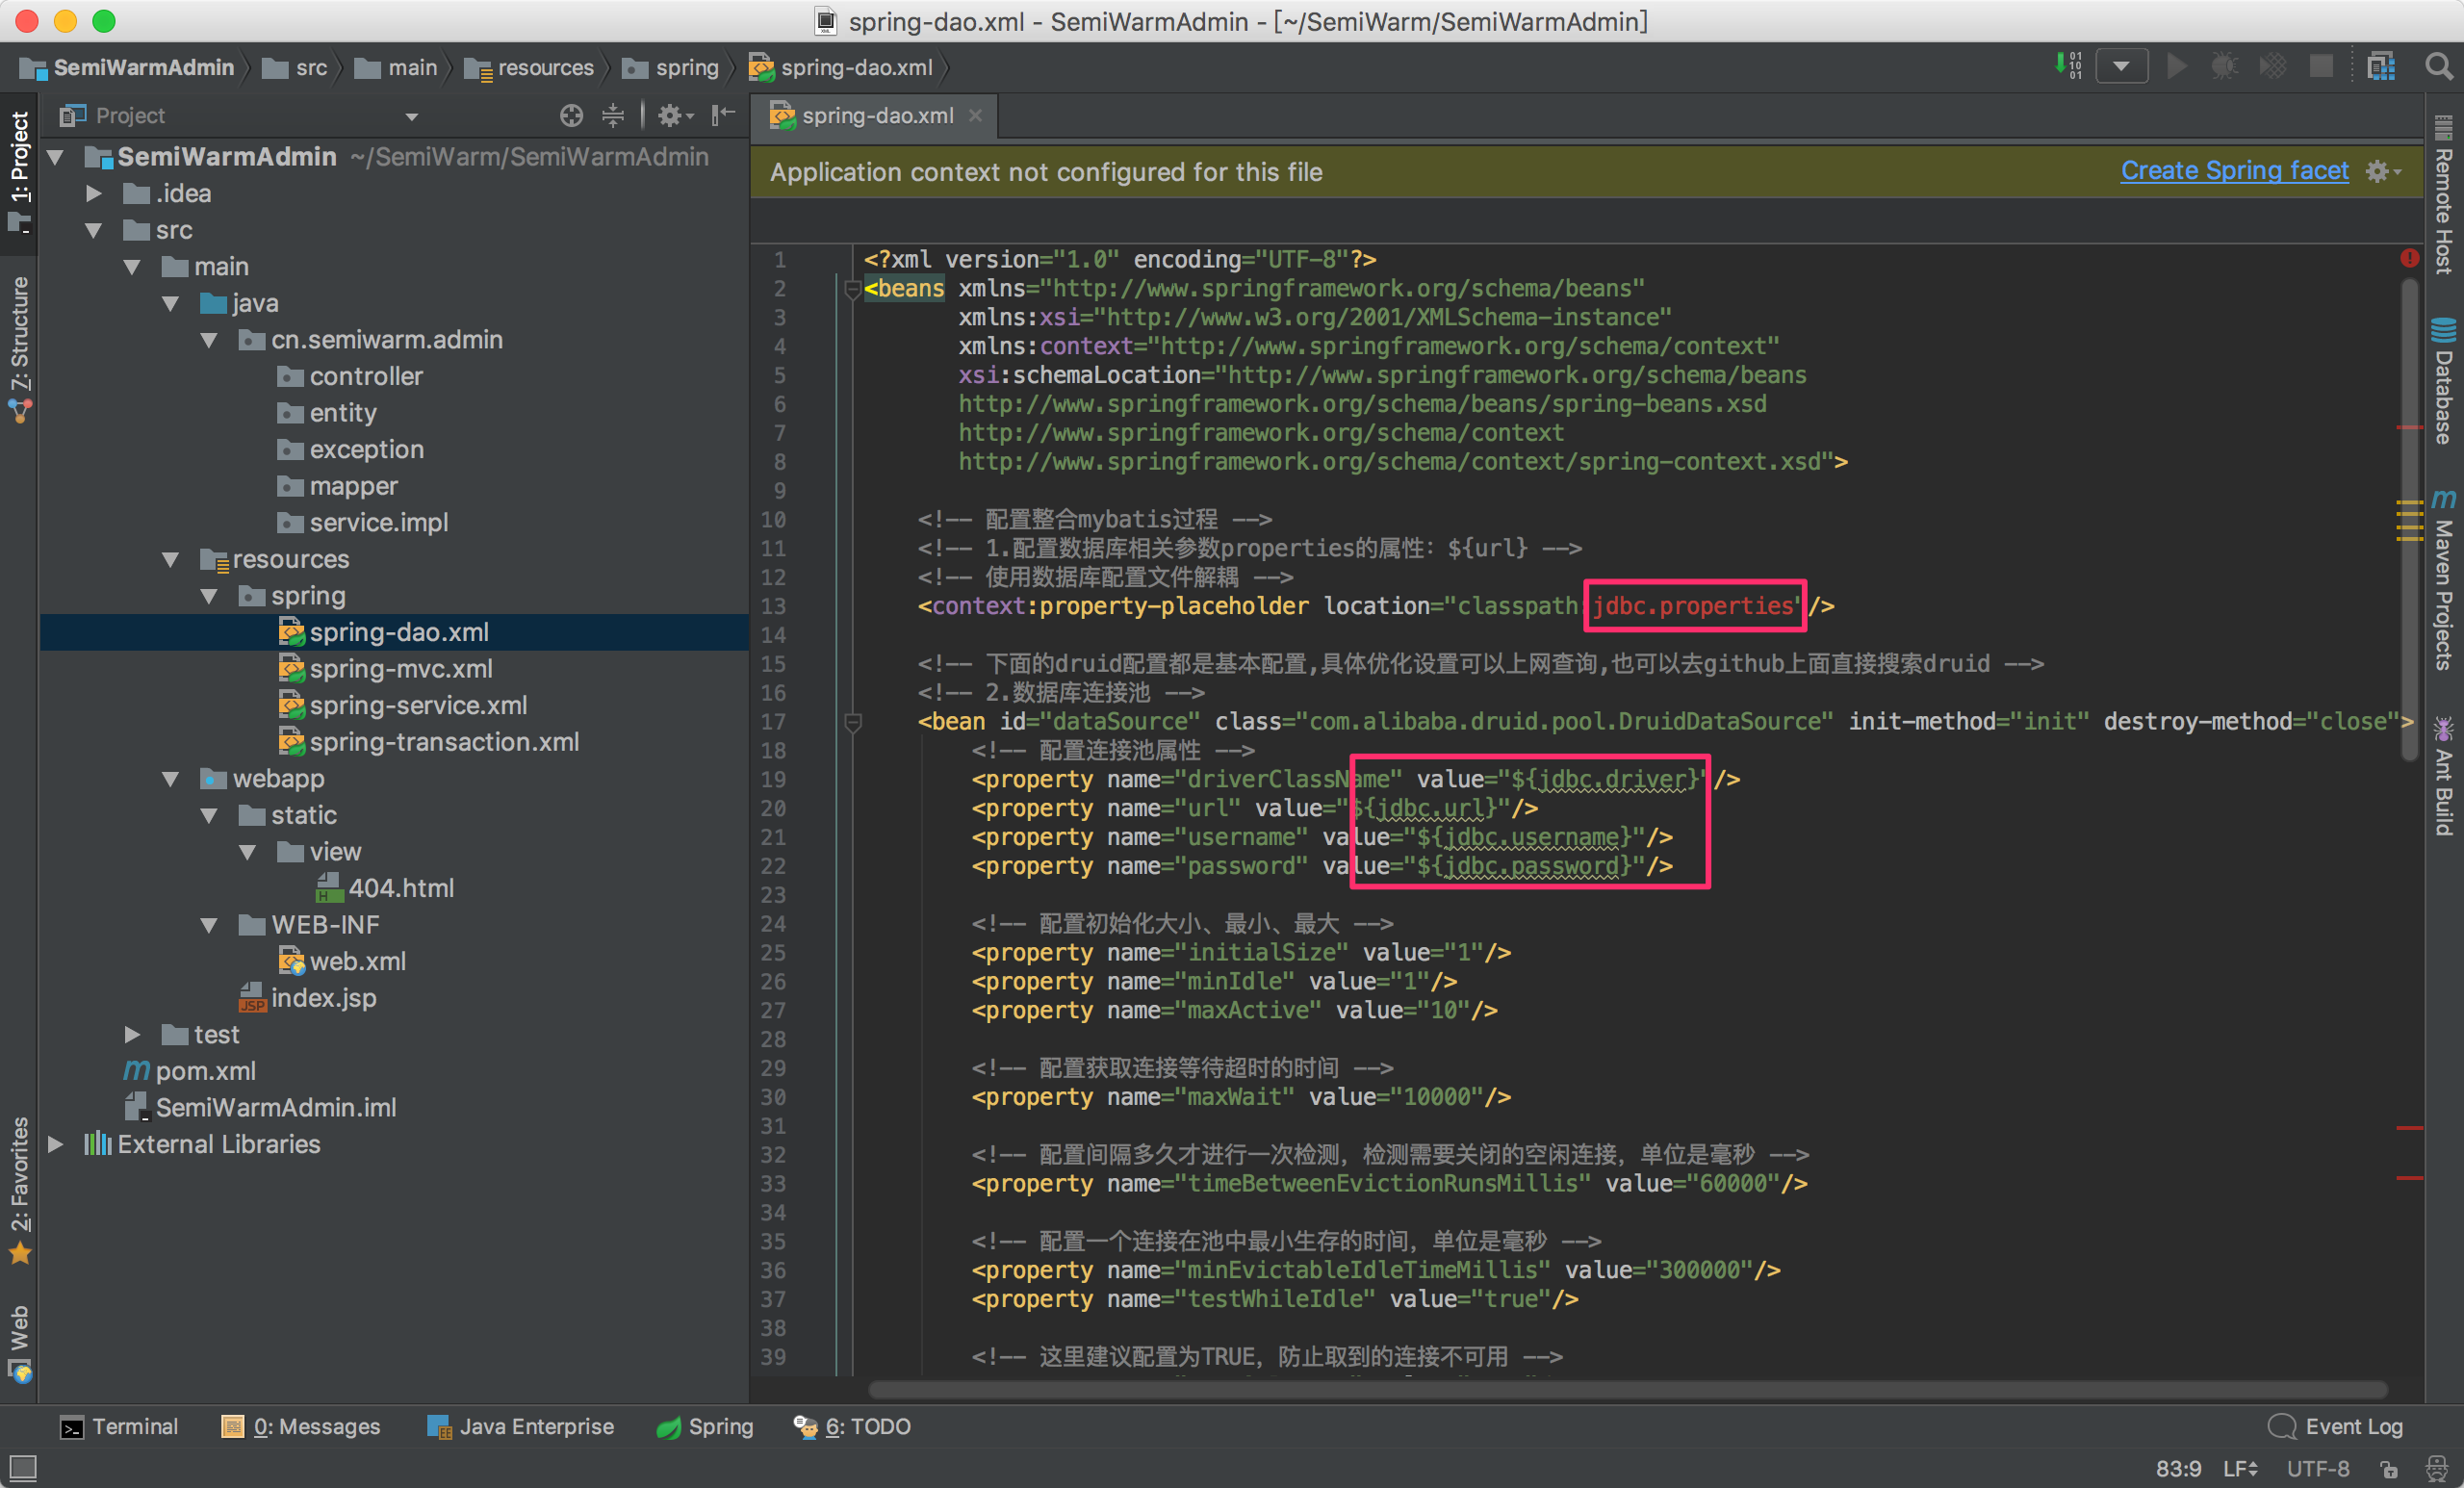 spring-dao.xml - SemiWarmAdmin - [~/SemiWarm/SemiWarmAdmin]
SemiWarmAdmin src main resources spring spring-dao.xml
Project
spring-dao.xml
1: Project
7: Structure
2: Favorites
Web
SemiWarmAdmin ~/SemiWarm/SemiWarmAdmin
.idea
src
main
java
cn.semiwarm.admin
controller
entity
exception
mapper
service.impl
resources
spring
spring-dao.xml
spring-mvc.xml
spring-service.xml
spring-transaction.xml
webapp
static
view
404.html
WEB-INF
web.xml
index.jsp
test
pom.xml
SemiWarmAdmin.iml
External Libraries
Application context not configured for this file Create Spring facet
1 <?xml version="1.0" encoding="UTF-8"?>
2 <beans xmlns="http://www.springframework.org/schema/beans"
3 xmlns:xsi="http://www.w3.org/2001/XMLSchema-instance"
4 xmlns:context="http://www.springframework.org/schema/context"
5 xsi:schemaLocation="http://www.springframework.org/schema/beans
6 http://www.springframework.org/schema/beans/spring-beans.xsd
7 http://www.springframework.org/schema/context
8 http://www.springframework.org/schema/context/spring-context.xsd">
9
10 <!-- 配置整合mybatis过程 -->
11 <!-- 1.配置数据库相关参数properties的属性：${url} -->
12 <!-- 使用数据库配置文件解耦 -->
13 <context:property-placeholder location="classpath:jdbc.properties"/>
14
15 <!-- 下面的druid配置都是基本配置,具体优化设置可以上网查询,也可以去github上面直接搜索druid -->
16 <!-- 2.数据库连接池 -->
17 <bean id="dataSource" class="com.alibaba.druid.pool.DruidDataSource" init-method="init" destroy-method="close">
18 <!-- 配置连接池属性 -->
19 <property name="driverClassName" value="${jdbc.driver}"/>
20 <property name="url" value="${jdbc.url}"/>
21 <property name="username" value="${jdbc.username}"/>
22 <property name="password" value="${jdbc.password}"/>
23
24 <!-- 配置初始化大小、最小、最大 -->
25 <property name="initialSize" value="1"/>
26 <property name="minIdle" value="1"/>
27 <property name="maxActive" value="10"/>
28
29 <!-- 配置获取连接等待超时的时间 -->
30 <property name="maxWait" value="10000"/>
31
32 <!-- 配置间隔多久才进行一次检测，检测需要关闭的空闲连接，单位是毫秒 -->
33 <property name="timeBetweenEvictionRunsMillis" value="60000"/>
34
35 <!-- 配置一个连接在池中最小生存的时间，单位是毫秒 -->
36 <property name="minEvictableIdleTimeMillis" value="300000"/>
37 <property name="testWhileIdle" value="true"/>
38
39 <!-- 这里建议配置为TRUE，防止取到的连接不可用 -->
Remote Host
Database
Maven Projects
Ant Build
Terminal 0: Messages Java Enterprise Spring 6: TODO Event Log
83:9 LF UTF-8